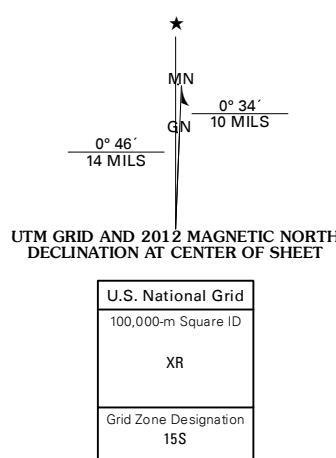 ★
MN
0° 34´
10 MILS
GN
0° 46´
14 MILS
UTM GRID AND 2012 MAGNETIC NORTH
DECLINATION AT CENTER OF SHEET
U.S. National Grid
100,000-m Square ID
XR
Grid Zone Designation
15S